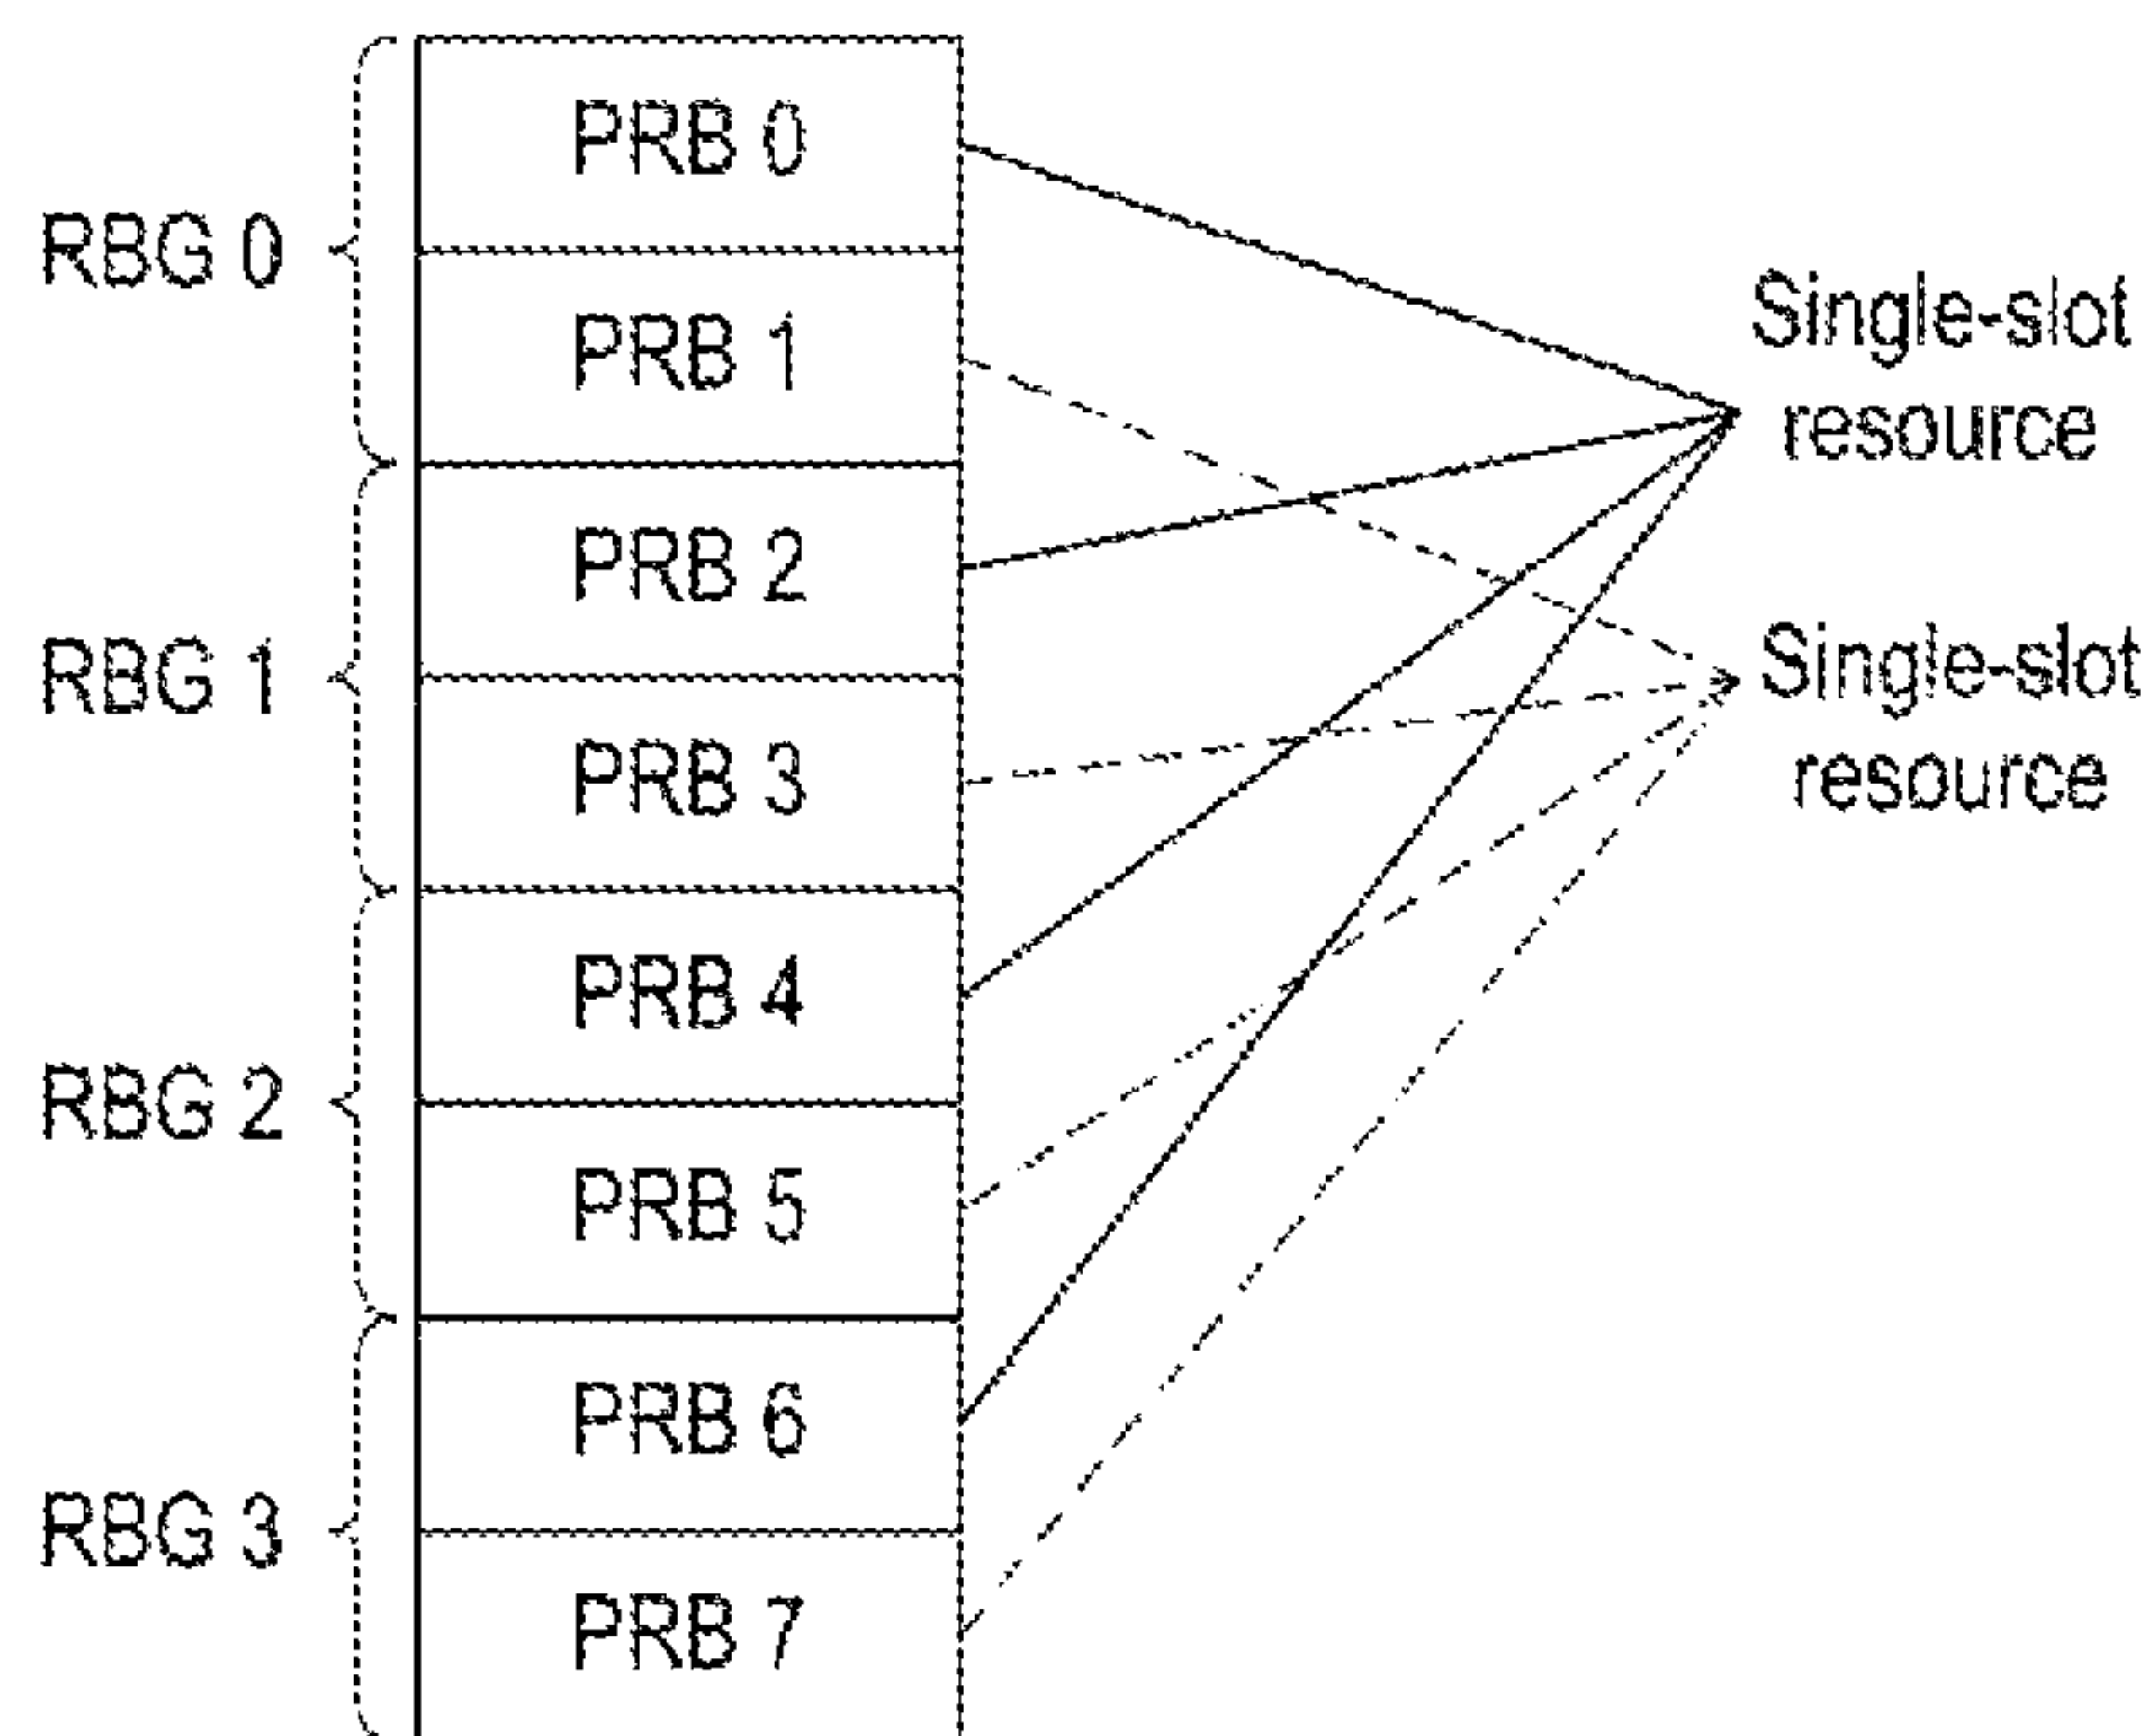 RBG 0
PRB 0
PRB 1
RBG 1
PRB 2
PRB 3
RBG 2
PRB 4
PRB 5
RBG 3
PRB 6
PRB 7
Single-slot
resource
Single-slot
resource